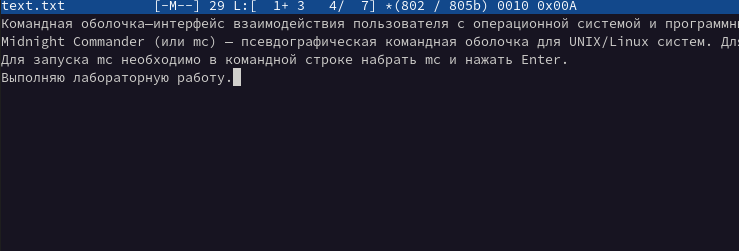 text.txt [-M--] 29 L:[ 1+ 3 4/ 7] *(802 / 805b) 0010 0x00A
Командная оболочка—интерфейс взаимодействия пользователя с операционной системой и
Midnight Commander (или mc) — псевдографическая командная оболочка для UNIX/Linux систем.
Для запуска mc необходимо в командной строке набрать mc и нажать Enter.
Выполняю лабораторную работу.